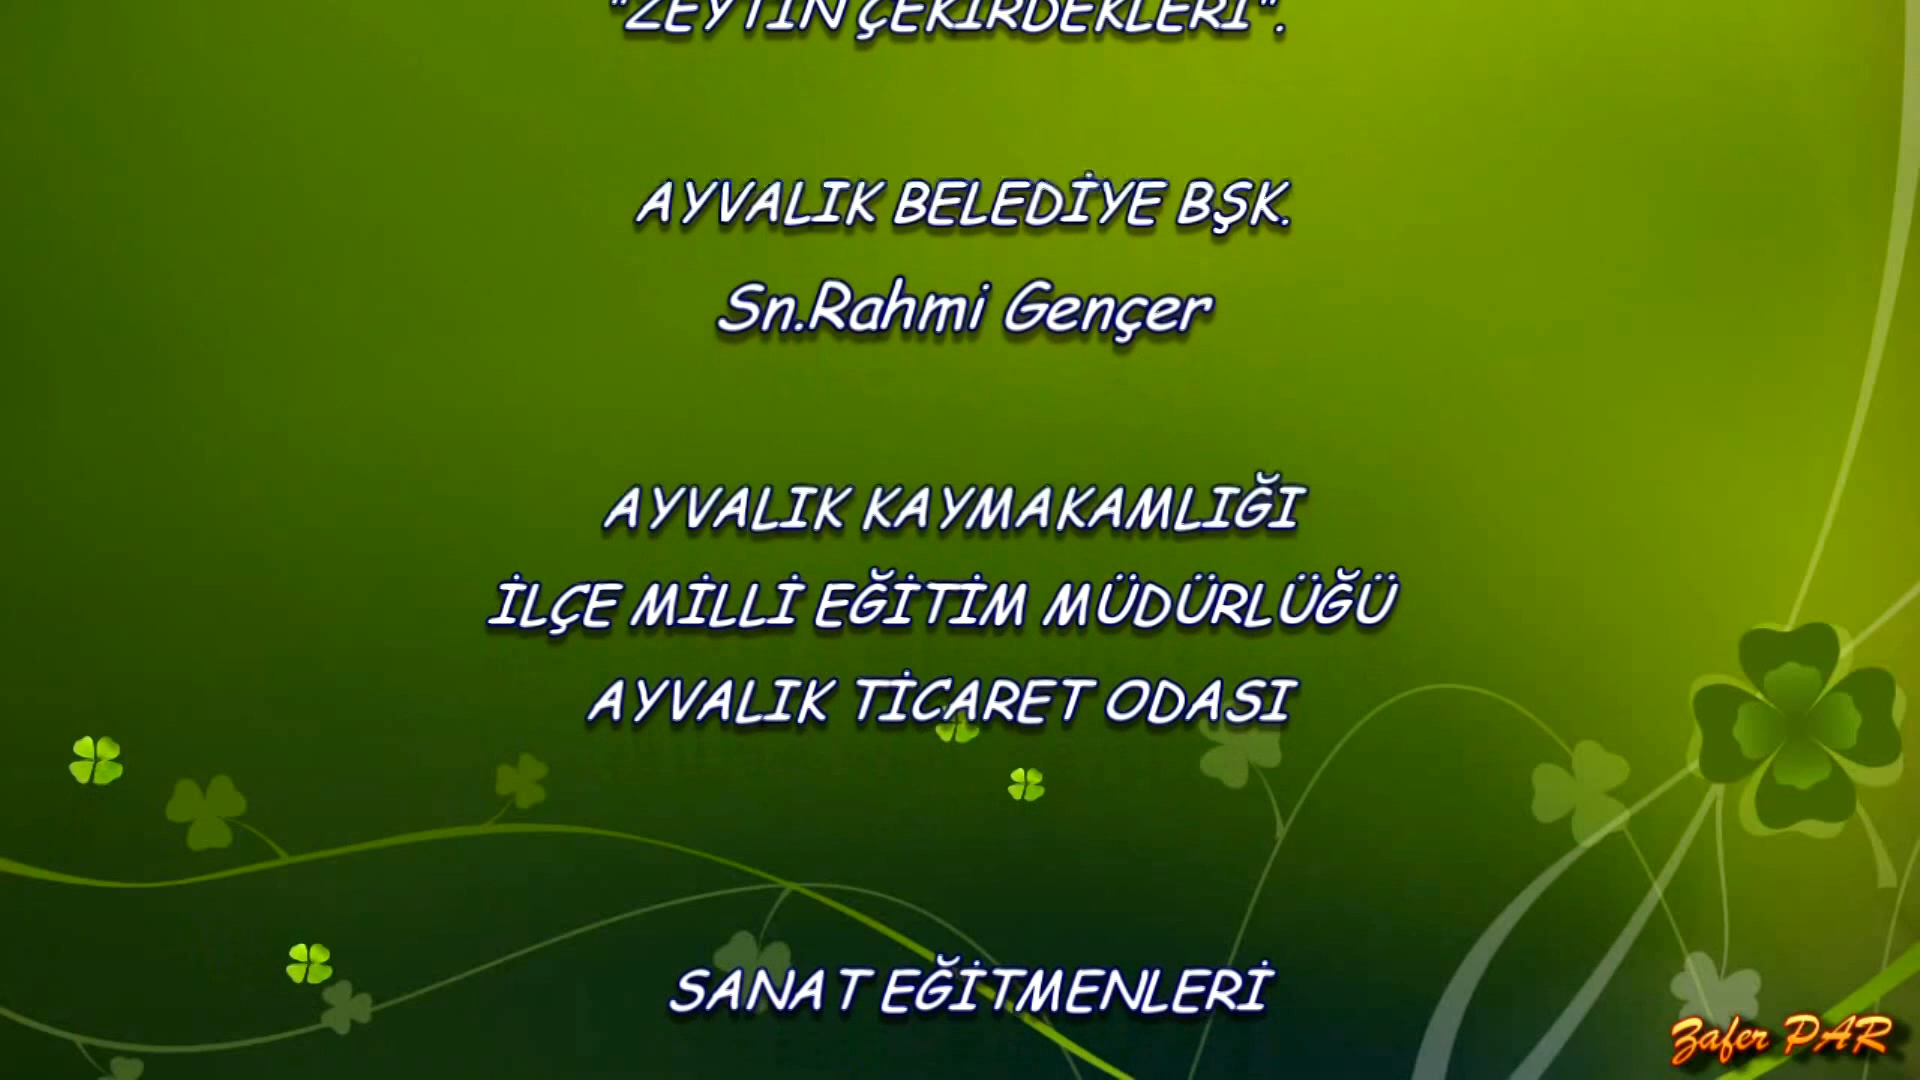 "ZEYTİN ÇEKİRDEKLERİ".
AYVALIK BELEDİYE BŞK.
Sn.Rahmi Gençer
AYVALIK KAYMAKAMLIĞI
İLÇE MİLLİ EĞİTİM MÜDÜRLÜĞÜ
AYVALIK TİCARET ODASI
SANAT EĞİTMENLERİ
Zafer PAR